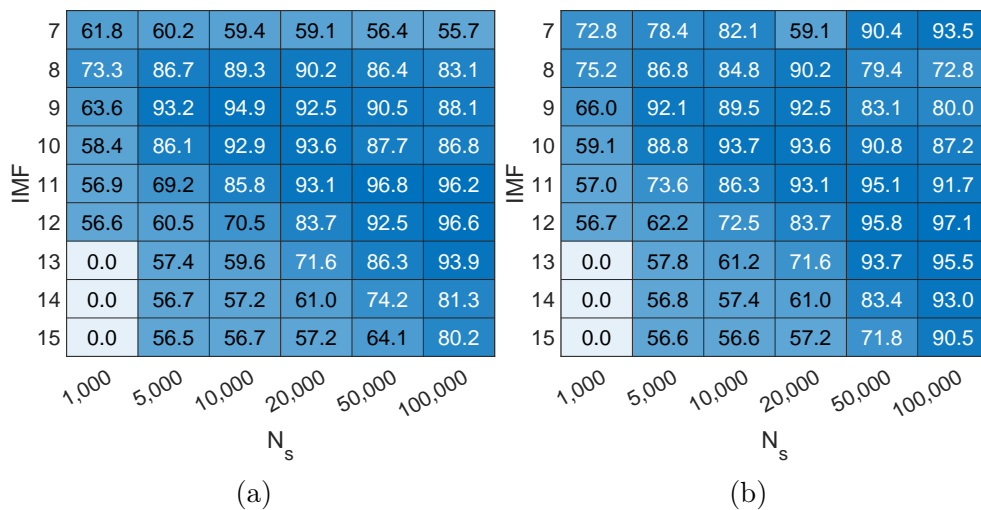 7 61.8 60.2 59.4 59.1 56.4 55.7
8 73.3 86.7 89.3 90.2 86.4 83.1
9 63.6 93.2 94.9 92.5 90.5 88.1
10 58.4 86.1 92.9 93.6 87.7 86.8
11 56.9 69.2 85.8 93.1 96.8 96.2
12 56.6 60.5 70.5 83.7 92.5 96.6
13 0.0 57.4 59.6 71.6 86.3 93.9
14 0.0 56.7 57.2 61.0 74.2 81.3
15 0.0 56.5 56.7 57.2 64.1 80.2
IMF
1,000 5,000 10,000 20,000 50,000 100,000
N_s
(a)
7 72.8 78.4 82.1 59.1 90.4 93.5
8 75.2 86.8 84.8 90.2 79.4 72.8
9 66.0 92.1 89.5 92.5 83.1 80.0
10 59.1 88.8 93.7 93.6 90.8 87.2
11 57.0 73.6 86.3 93.1 95.1 91.7
12 56.7 62.2 72.5 83.7 95.8 97.1
13 0.0 57.8 61.2 71.6 93.7 95.5
14 0.0 56.8 57.4 61.0 83.4 93.0
15 0.0 56.6 56.6 57.2 71.8 90.5
IMF
1,000 5,000 10,000 20,000 50,000 100,000
N_s
(b)